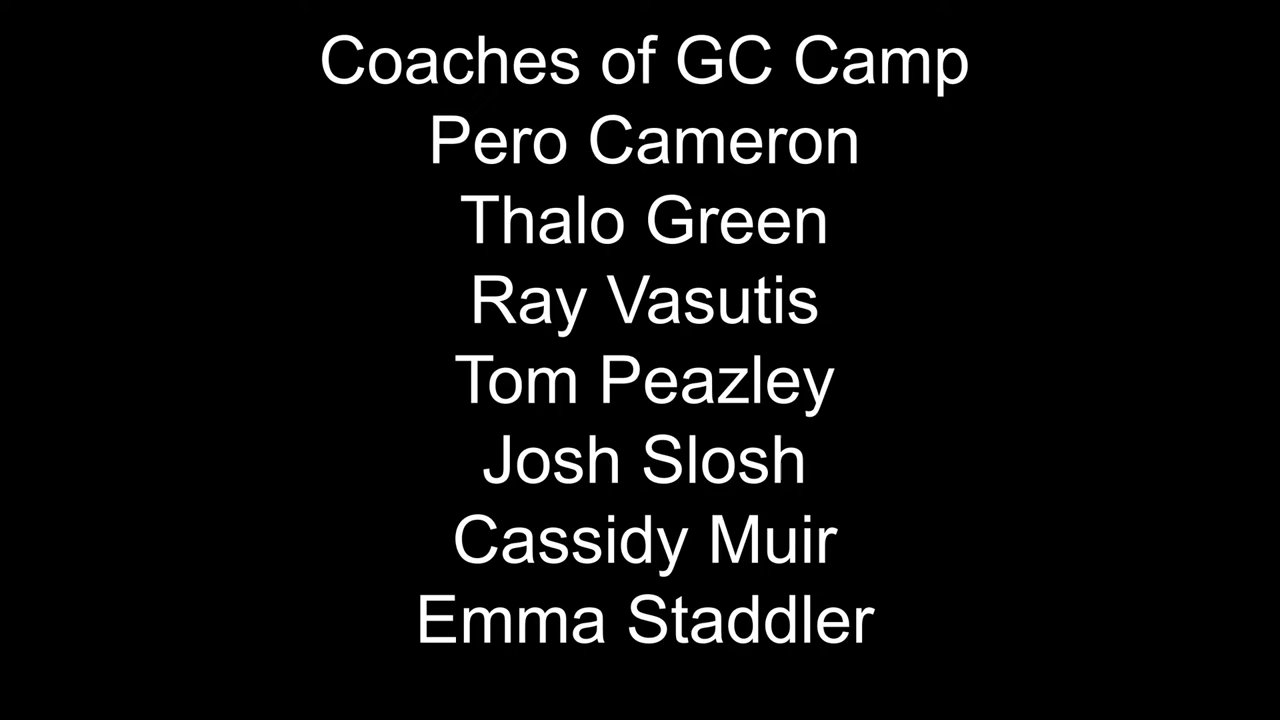 Coaches of GC Camp
Pero Cameron
Thalo Green
Ray Vasutis
Tom Peazley
Josh Slosh
Cassidy Muir
Emma Staddler